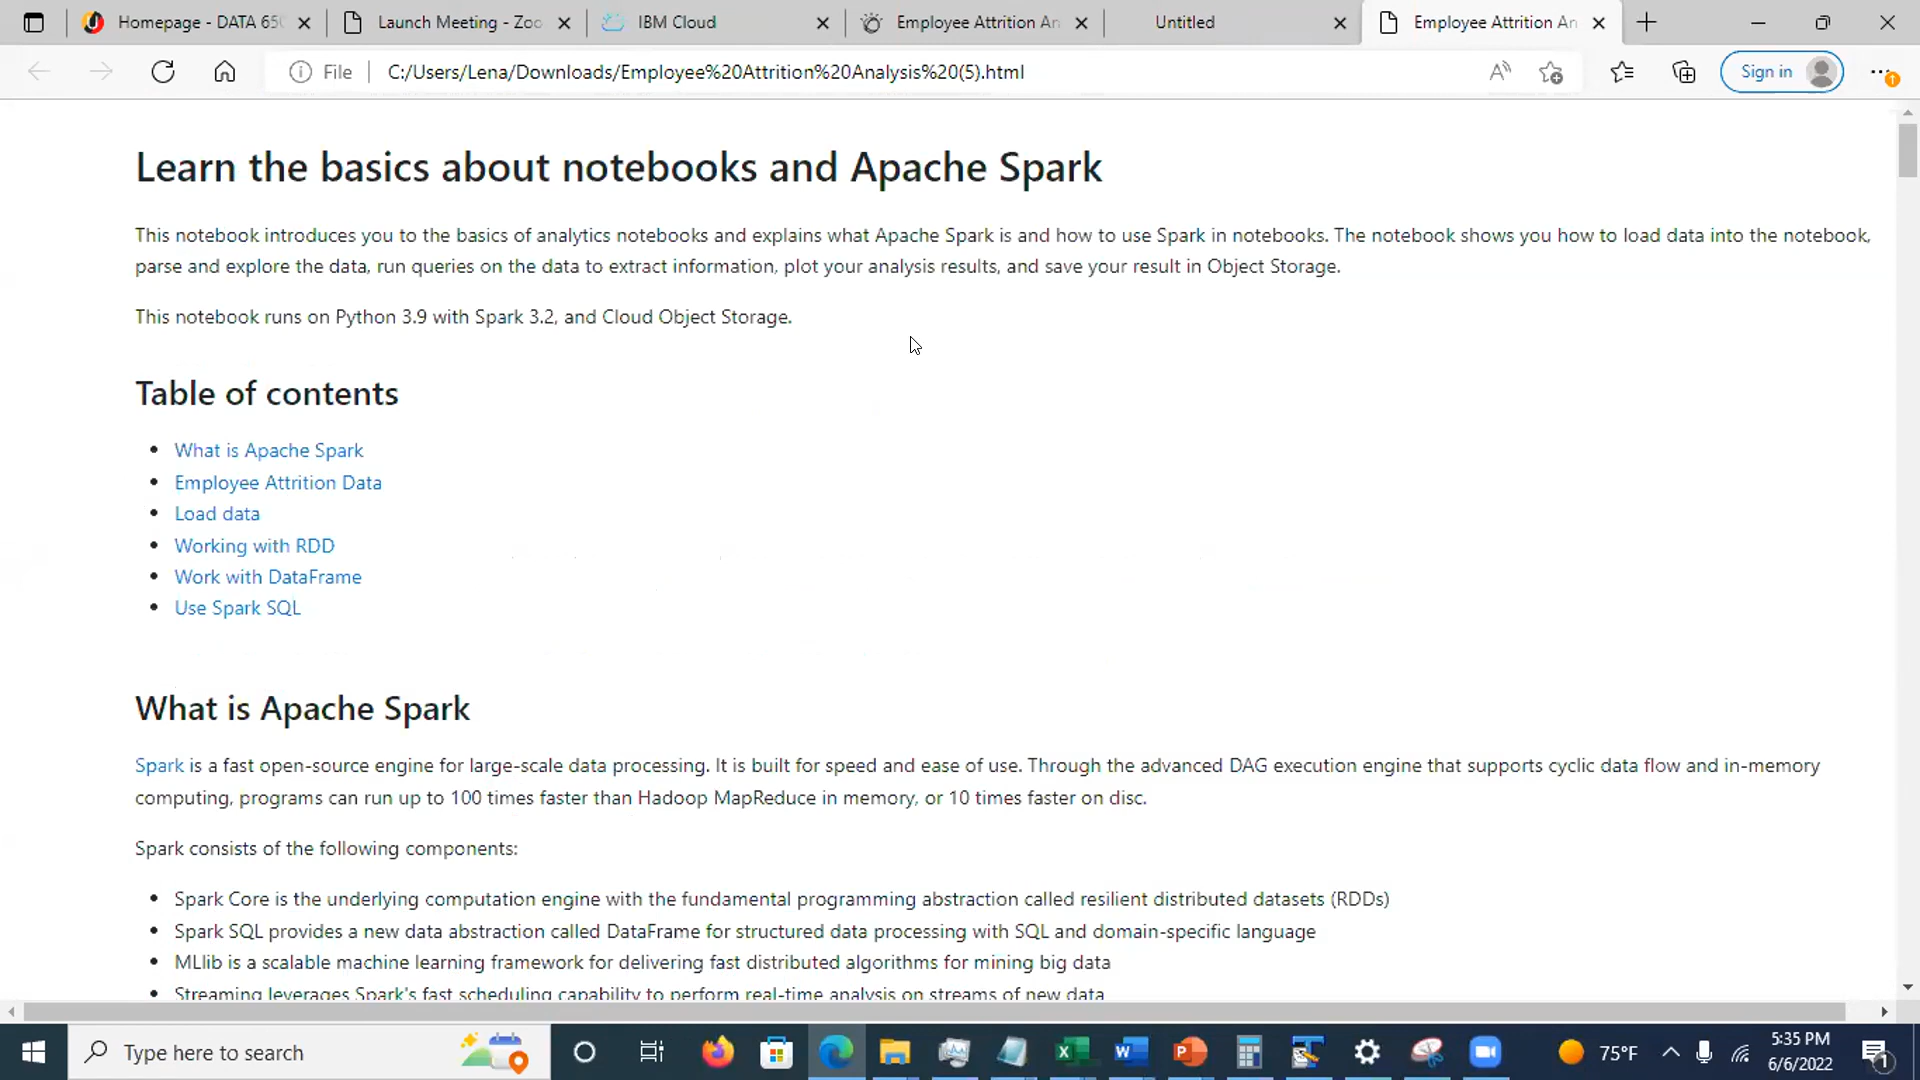 Homepage - DATA 650
Launch Meeting - Zoo
IBM Cloud
Employee Attrition An
Untitled
Employee Attrition An
File
C:/Users/Lena/Downloads/Employee%20Attrition%20Analysis%20(5).html
Sign in
Learn the basics about notebooks and Apache Spark
This notebook introduces you to the basics of analytics notebooks and explains what Apache Spark is and how to use Spark in notebooks. The notebook shows you how to load data into the notebook,
parse and explore the data, run queries on the data to extract information, plot your analysis results, and save your result in Object Storage.
This notebook runs on Python 3.9 with Spark 3.2, and Cloud Object Storage.
Table of contents
• What is Apache Spark
• Employee Attrition Data
• Load data
• Working with RDD
• Work with DataFrame
• Use Spark SQL
What is Apache Spark
Spark is a fast open-source engine for large-scale data processing. It is built for speed and ease of use. Through the advanced DAG execution engine that supports cyclic data flow and in-memory
computing, programs can run up to 100 times faster than Hadoop MapReduce in memory, or 10 times faster on disc.
Spark consists of the following components:
• Spark Core is the underlying computation engine with the fundamental programming abstraction called resilient distributed datasets (RDDs)
• Spark SQL provides a new data abstraction called DataFrame for structured data processing with SQL and domain-specific language
• MLlib is a scalable machine learning framework for delivering fast distributed algorithms for mining big data
• Streaming leverages Spark's fast scheduling capability to perform real-time analysis on streams of new data
Type here to search
75°F
5:35 PM
6/6/2022
1